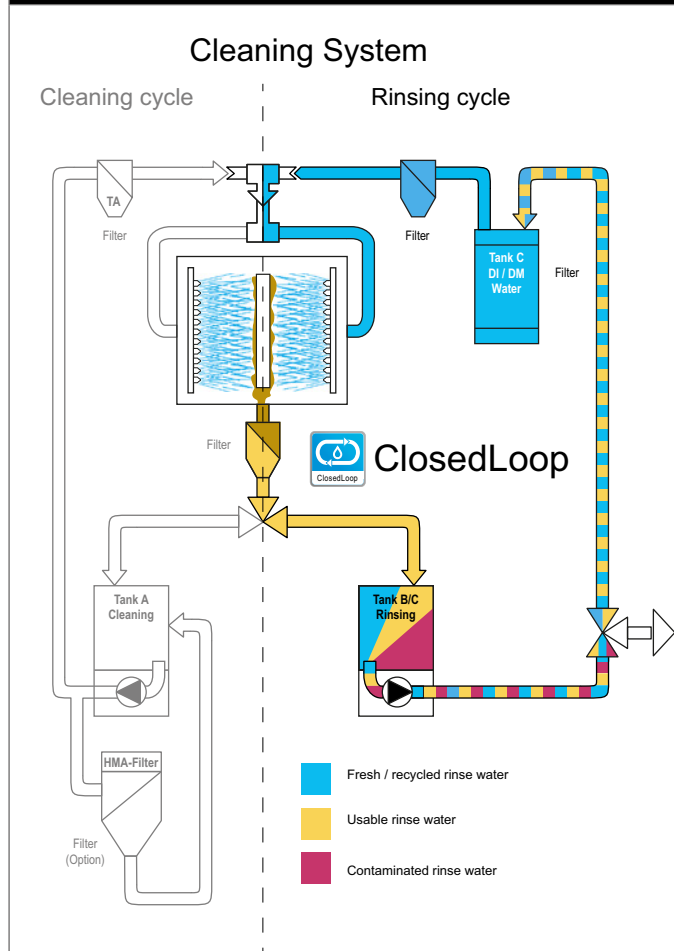 Cleaning System
Cleaning cycle
Rinsing cycle
TA
Filter
Filter
Tank C
DI / DM
Water
Filter
Filter
ClosedLoop
ClosedLoop
Tank A
Cleaning
Tank B/C
Rinsing
HMA-Filter
Filter
(Option)
Fresh / recycled rinse water
Usable rinse water
Contaminated rinse water